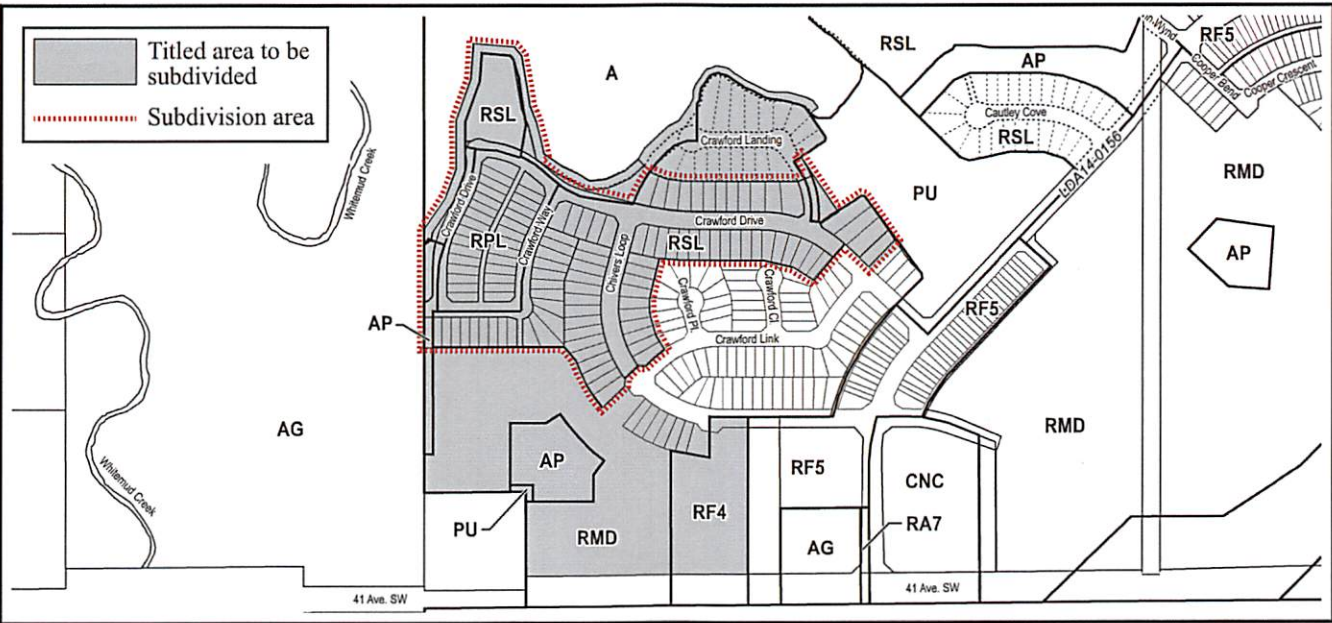 Titled area to be
subdivided
Subdivision area
RSL
A
RSL
AP
RF5
Cooper Bend
Cooper Crescent
Cautley Cove
RSL
LDA14-0156
RMD
Whitemud Creek
Crawford Landing
PU
Crawford Drive
RPL
Crawford Way
Chivers Loop
Crawford Drive
RSL
AP
AP
Crawford Pl.
Crawford Cl.
RF5
Crawford Link
AG
Whitemud Creek
AP
RF5
CNC
RMD
PU
RMD
RF4
RA7
AG
41 Ave. SW
41 Ave. SW